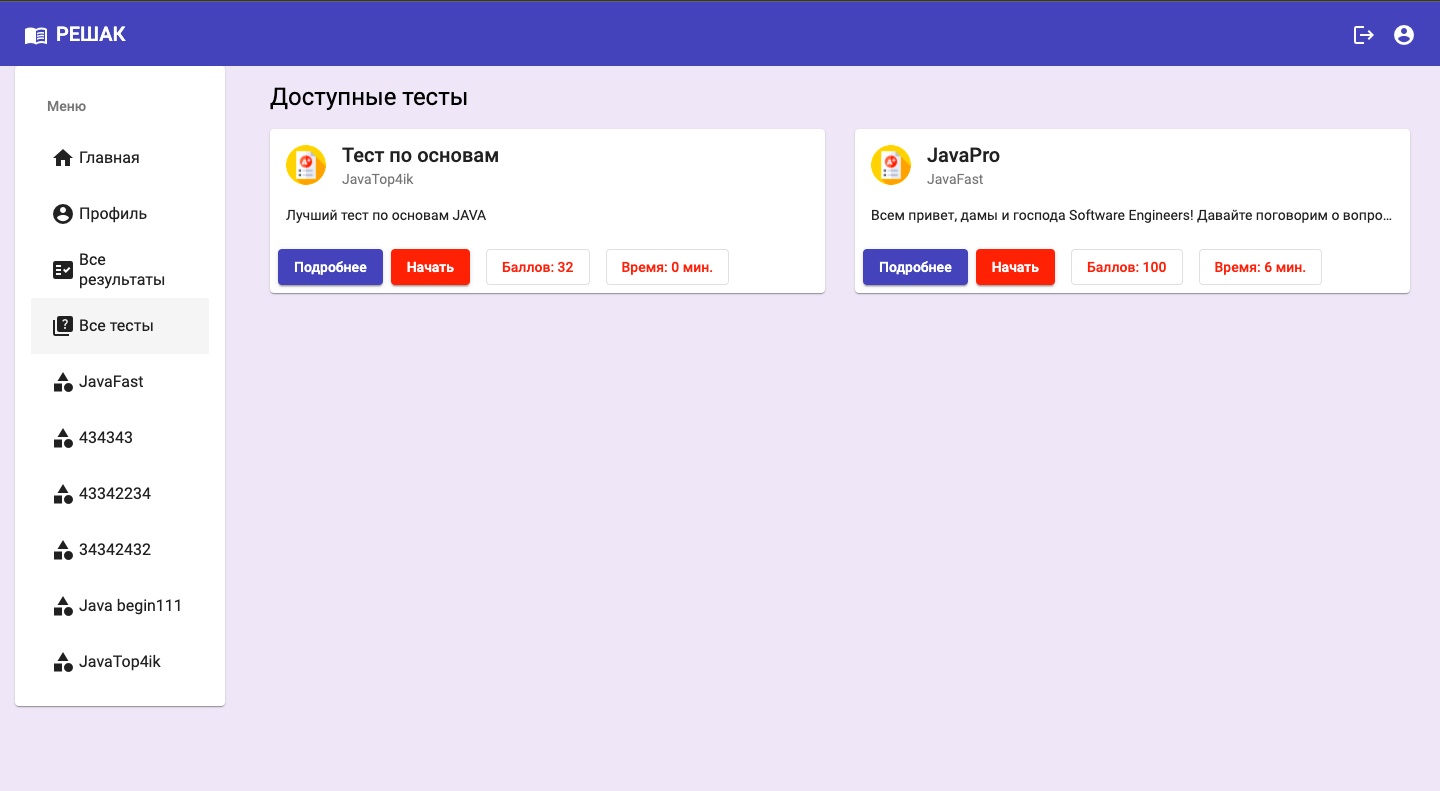 РЕШАК
Меню
Главная
Профиль
Все
результаты
Все тесты
JavaFast
434343
43342234
34342432
Java begin111
JavaTop4ik
Доступные тесты
Тест по основам
JavaTop4ik
Лучший тест по основам JAVA
Подробнее Начать Баллов: 32 Время: 0 мин.
JavaPro
JavaFast
Всем привет, дамы и господа Software Engineers! Давайте поговорим о вопро...
Подробнее Начать Баллов: 100 Время: 6 мин.